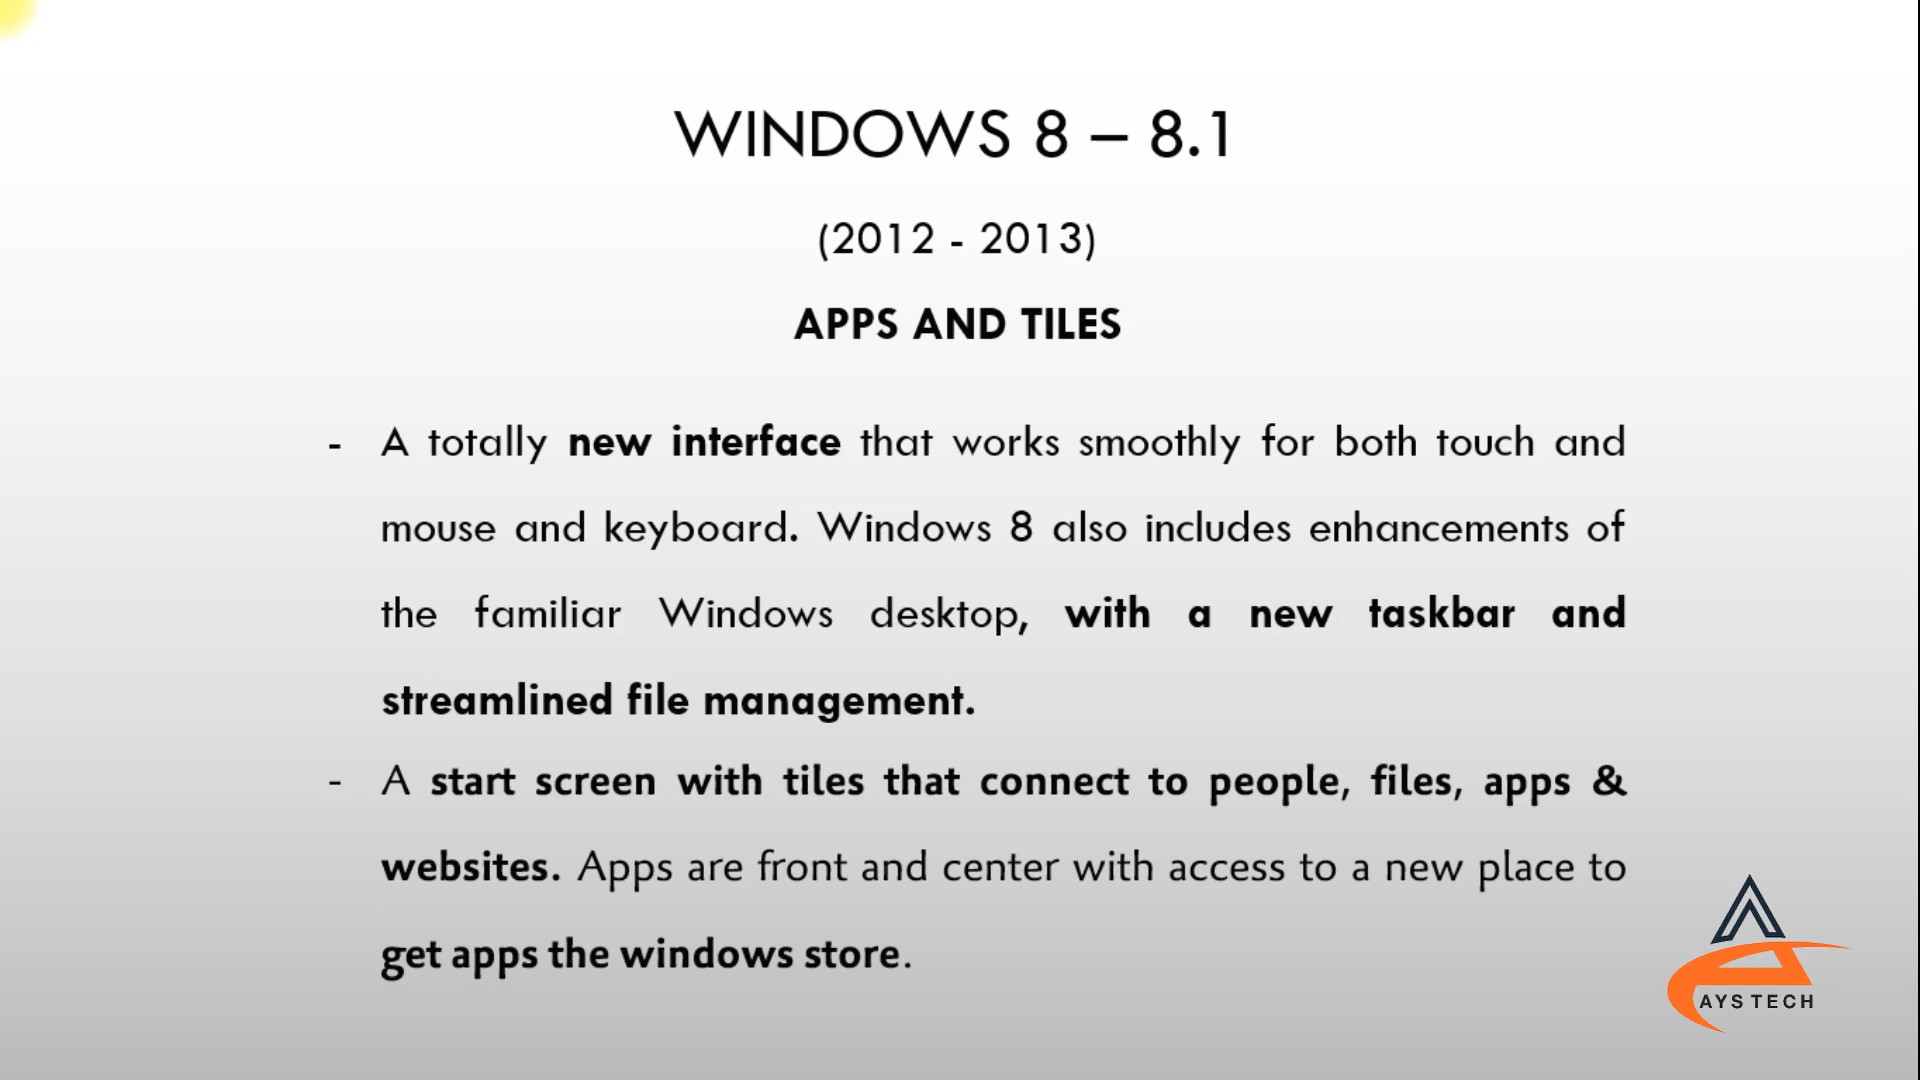 WINDOWS 8 – 8.1
(2012 - 2013)
APPS AND TILES
- A totally new interface that works smoothly for both touch and
mouse and keyboard. Windows 8 also includes enhancements of
the familiar Windows desktop, with a new taskbar and
streamlined file management.
- A start screen with tiles that connect to people, files, apps &
websites. Apps are front and center with access to a new place to
get apps the windows store.
AYS TECH